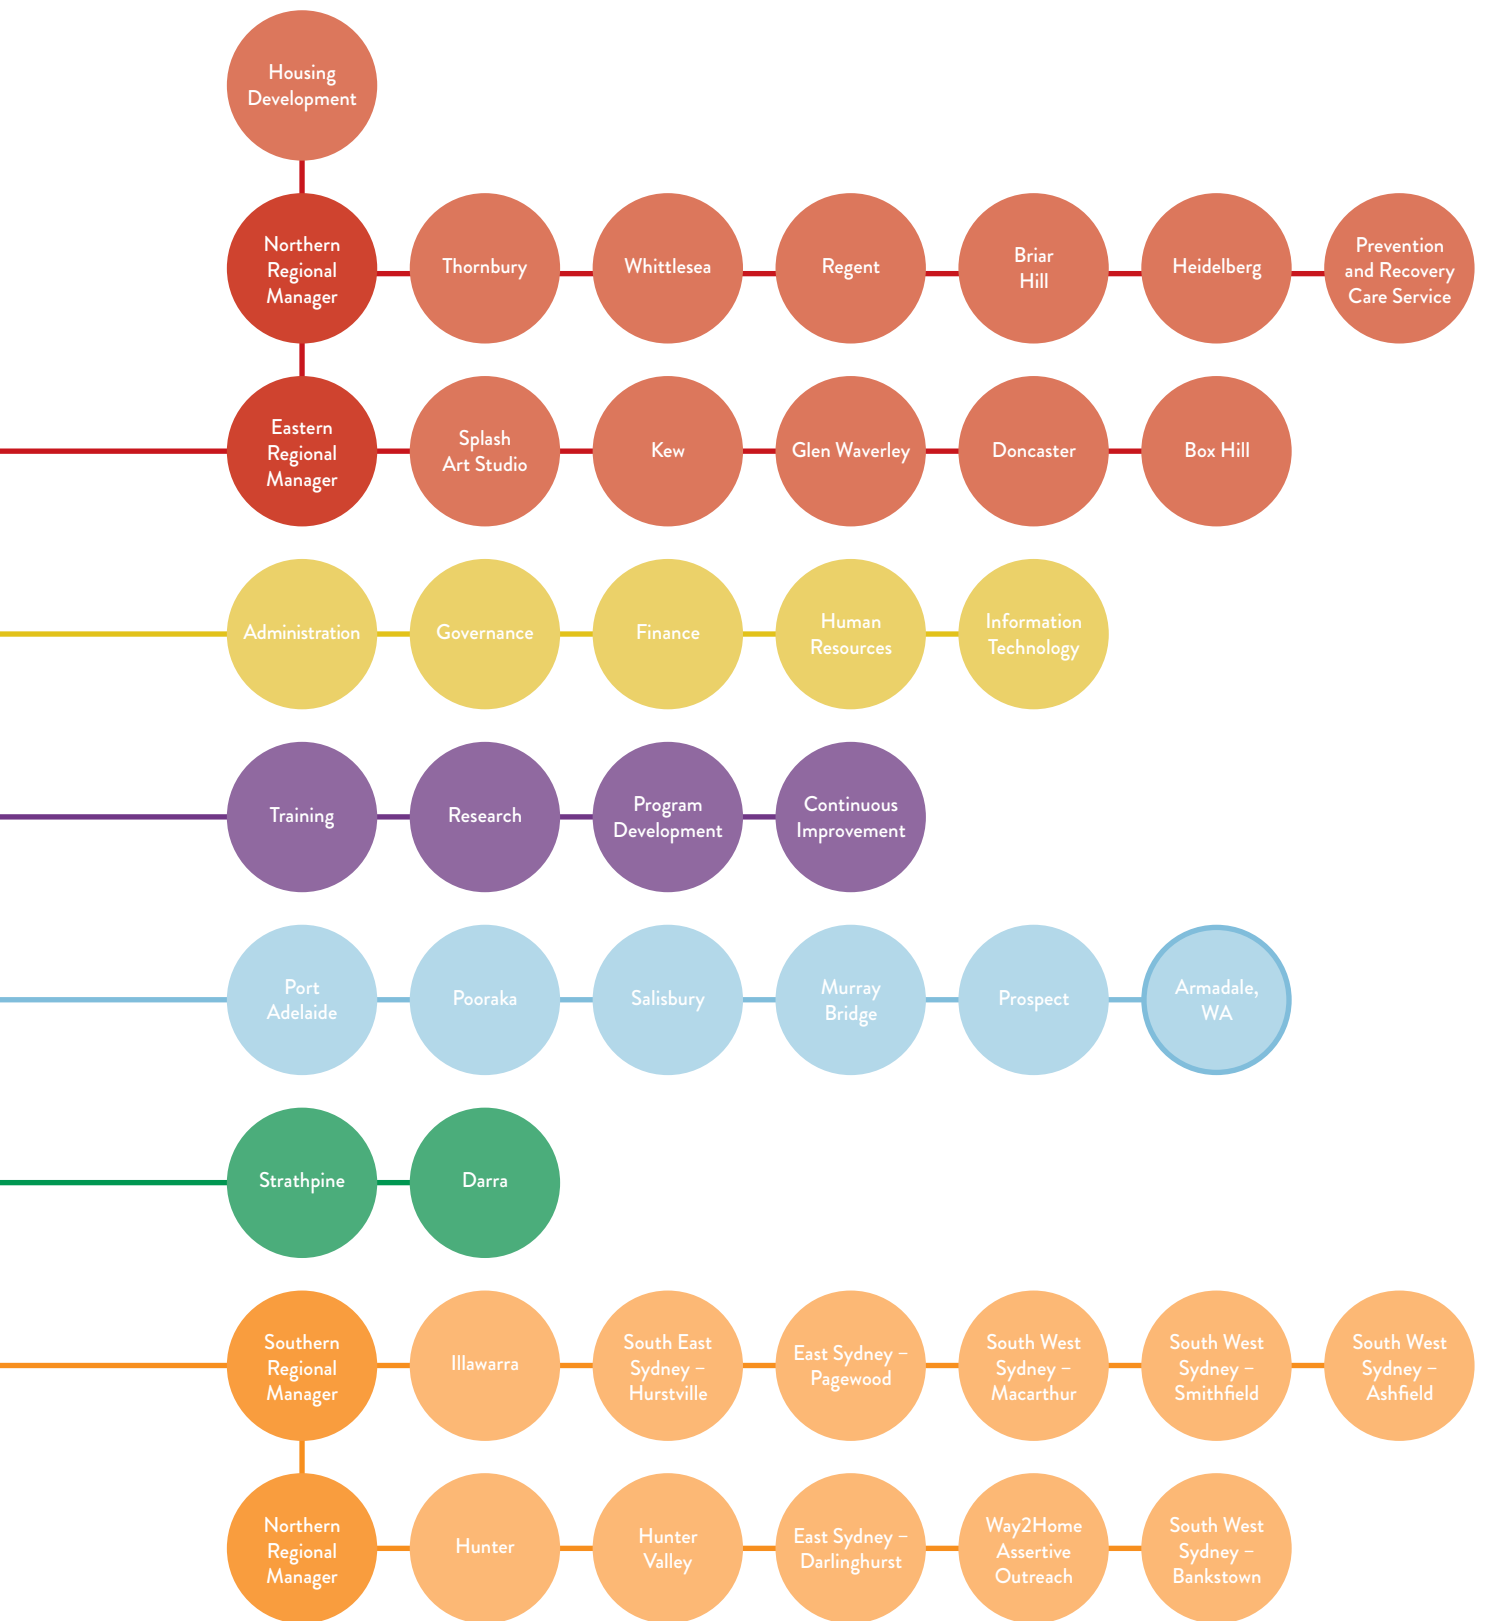 Housing
Development
Northern
Regional
Manager
Thornbury
Whittlesea
Regent
Briar
Hill
Heidelberg
Prevention
and Recovery
Care Service
Eastern
Regional
Manager
Splash
Art Studio
Kew
Glen Waverley
Doncaster
Box Hill
Administration
Governance
Finance
Human
Resources
Information
Technology
Training
Research
Program
Development
Continuous
Improvement
Port
Adelaide
Pooraka
Salisbury
Murray
Bridge
Prospect
Armadale,
WA
Strathpine
Darra
Southern
Regional
Manager
Illawarra
South East
Sydney –
Hurstville
East Sydney –
Pagewood
South West
Sydney –
Macarthur
South West
Sydney –
Smithfield
South West
Sydney –
Ashfield
Northern
Regional
Manager
Hunter
Hunter
Valley
East Sydney –
Darlinghurst
Way2Home
Assertive
Outreach
South West
Sydney –
Bankstown